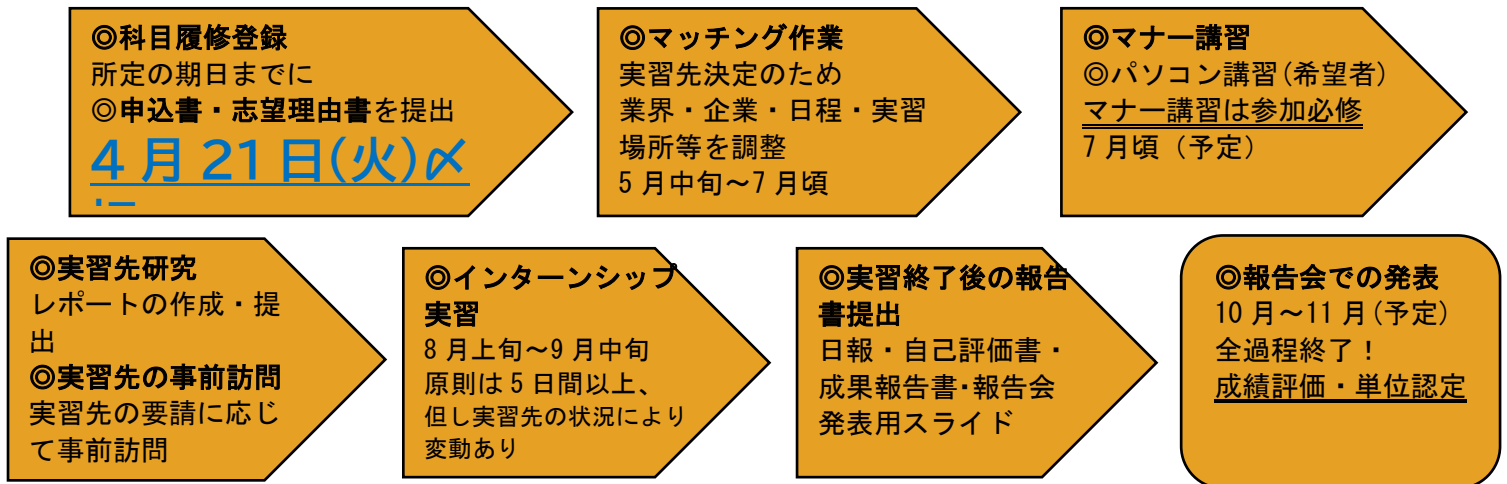 ◎科目履修登録
所定の期日までに
◎申込書・志望理由書を提出
4月21日(火)〆
◎マッチング作業
実習先決定のため
業界・企業・日程・実習
場所等を調整
5月中旬～7月頃
◎マナー講習
◎パソコン講習(希望者)
マナー講習は参加必修
7月頃（予定）
◎実習先研究
レポートの作成・提
出
◎実習先の事前訪問
実習先の要請に応じ
て事前訪問
◎インターンシップ
実習
8月上旬～9月中旬
原則は5日間以上、
但し実習先の状況により
変動あり
◎実習終了後の報告
書提出
日報・自己評価書・
成果報告書・報告会
発表用スライド
◎報告会での発表
10月～11月(予定)
全過程終了！
成績評価・単位認定